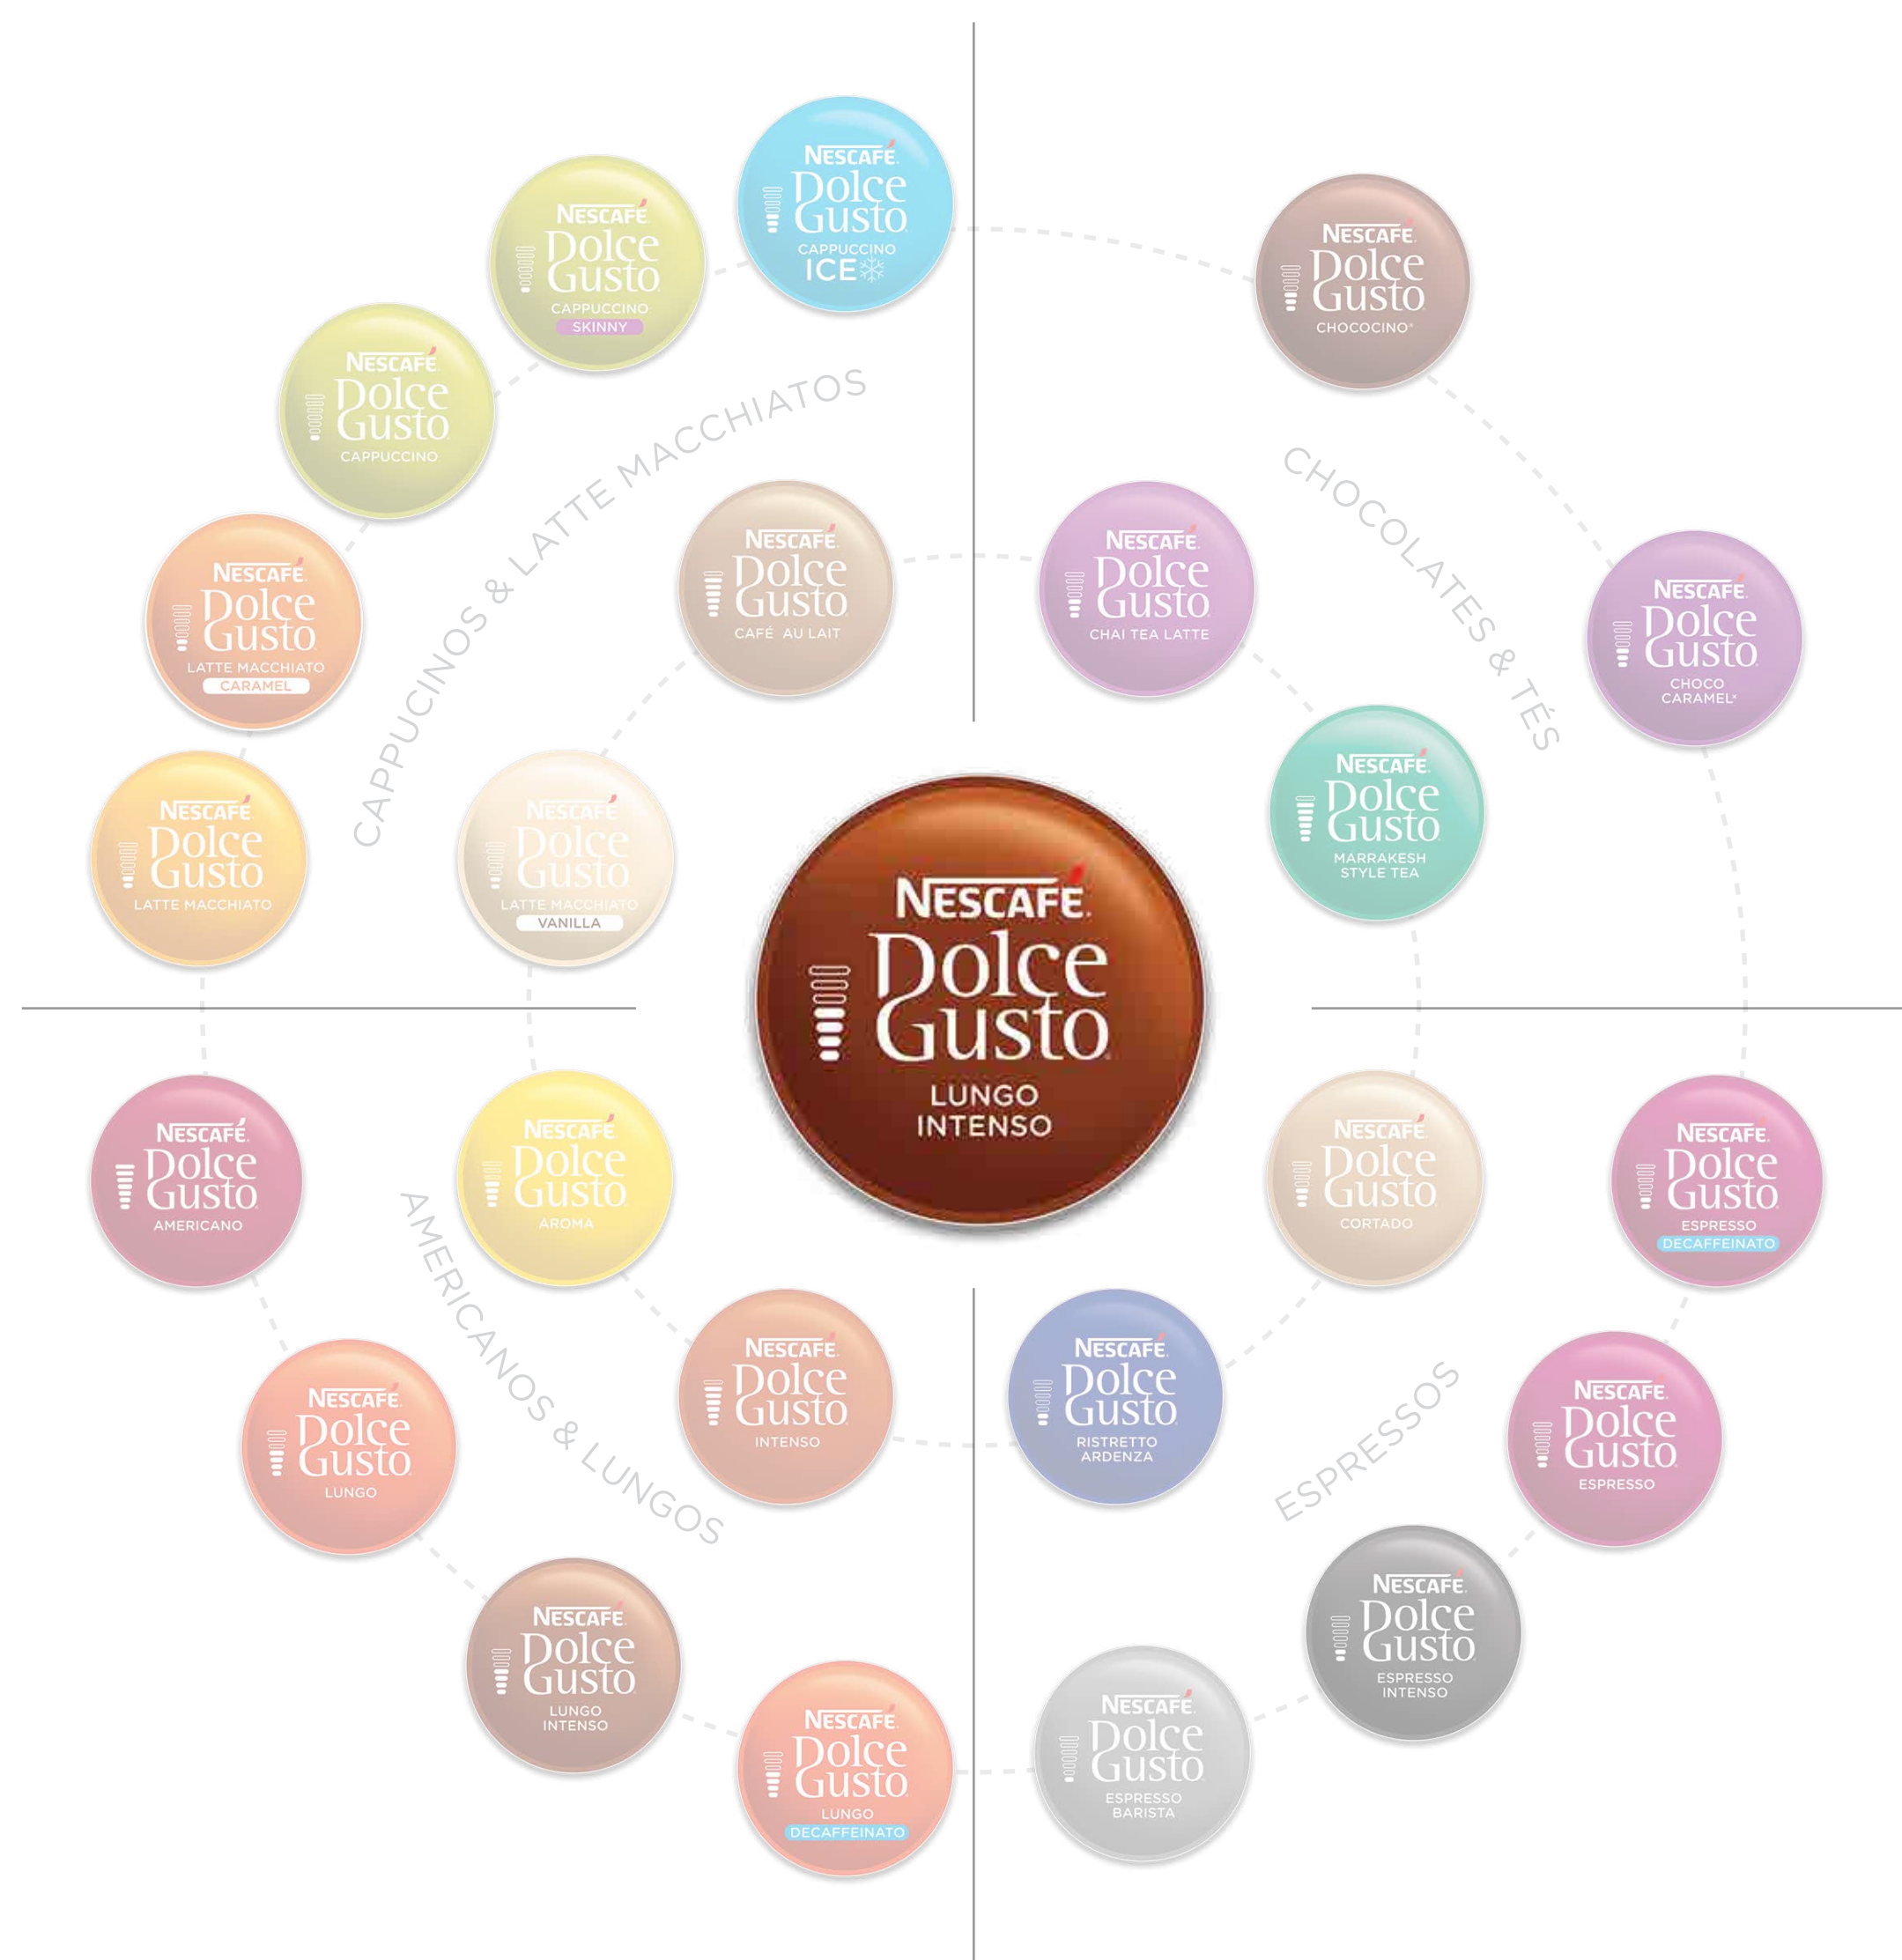 NESCAFÉ.
Dolce
Gusto
CAPPUCCINO
ICE
NESCAFÉ.
Dolce
Gusto
CAPPUCCINO
SKINNY
NESCAFÉ.
Dolce
Gusto
CAPPUCCINO
NESCAFÉ.
Dolce
Gusto
LATTE MACCHIATO
CARAMEL
NESCAFÉ.
Dolce
Gusto
LATTE MACCHIATO
CAPPUCINOS & LATTE MACCHIATOS
NESCAFÉ.
Dolce
Gusto
CAFÉ AU LAIT
NESCAFÉ.
Dolce
Gusto
LATTE MACCHIATO
VANILLA
NESCAFÉ.
Dolce
Gusto
CHOCOCINO®
CHOCOLATES & TÉS
NESCAFÉ.
Dolce
Gusto
CHOCO
CARAMEL*
NESCAFÉ.
Dolce
Gusto
CHAI TEA LATTE
NESCAFÉ.
Dolce
Gusto
MARRAKESH
STYLE TEA
NESCAFÉ.
Dolce
Gusto
LUNGO
INTENSO
NESCAFÉ.
Dolce
Gusto
AMERICANO
NESCAFÉ.
Dolce
Gusto
AROMA
AMERICANOS & LUNGOS
NESCAFÉ.
Dolce
Gusto
INTENSO
NESCAFÉ.
Dolce
Gusto
LUNGO
NESCAFÉ.
Dolce
Gusto
LUNGO
INTENSO
NESCAFÉ.
Dolce
Gusto
LUNGO
DECAFFEINATO
NESCAFÉ.
Dolce
Gusto
CORTADO
NESCAFÉ.
Dolce
Gusto
ESPRESSO
DECAFFEINATO
NESCAFÉ.
Dolce
Gusto
RISTRETTO
ARDENZA
ESPRESSOS
NESCAFÉ.
Dolce
Gusto
ESPRESSO
NESCAFÉ.
Dolce
Gusto
ESPRESSO
INTENSO
NESCAFÉ.
Dolce
Gusto
ESPRESSO
BARISTA